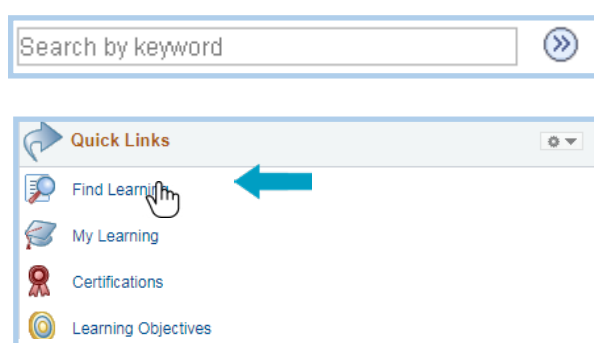 Search by keyword
Quick Links
Find Learning
My Learning
Certifications
Learning Objectives